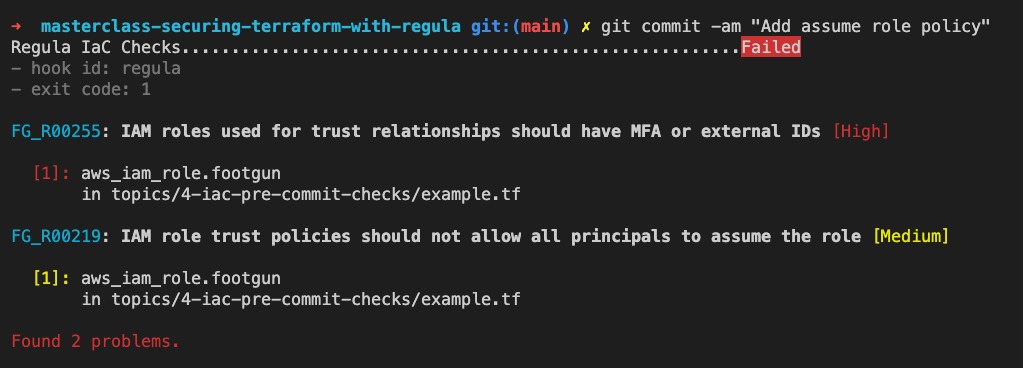 ➜ masterclass-securing-terraform-with-regula git:(main) ✗ git commit -am "Add assume role policy"
Regula IaC Checks........................................................Failed
- hook id: regula
- exit code: 1
FG_R00255: IAM roles used for trust relationships should have MFA or external IDs [High]
[1]: aws_iam_role.footgun
in topics/4-iac-pre-commit-checks/example.tf
FG_R00219: IAM role trust policies should not allow all principals to assume the role [Medium]
[1]: aws_iam_role.footgun
in topics/4-iac-pre-commit-checks/example.tf
Found 2 problems.